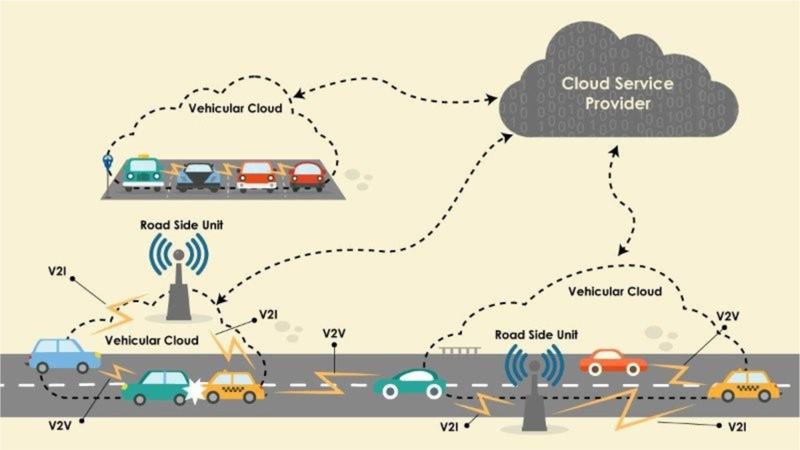 Cloud Service
Provider
Vehicular Cloud
Road Side Unit
V2I
V2I
Vehicular Cloud
V2V
V2V
Vehicular Cloud
Road Side Unit
V2V
V2I
V2I